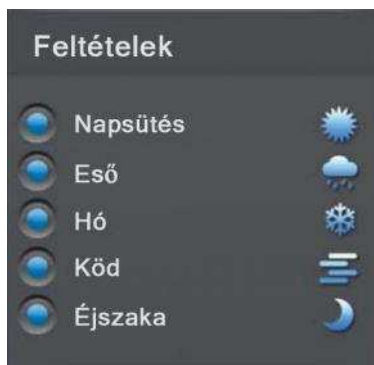 Feltételek
Napsütés
Eső
Hó
Köd
Éjszaka